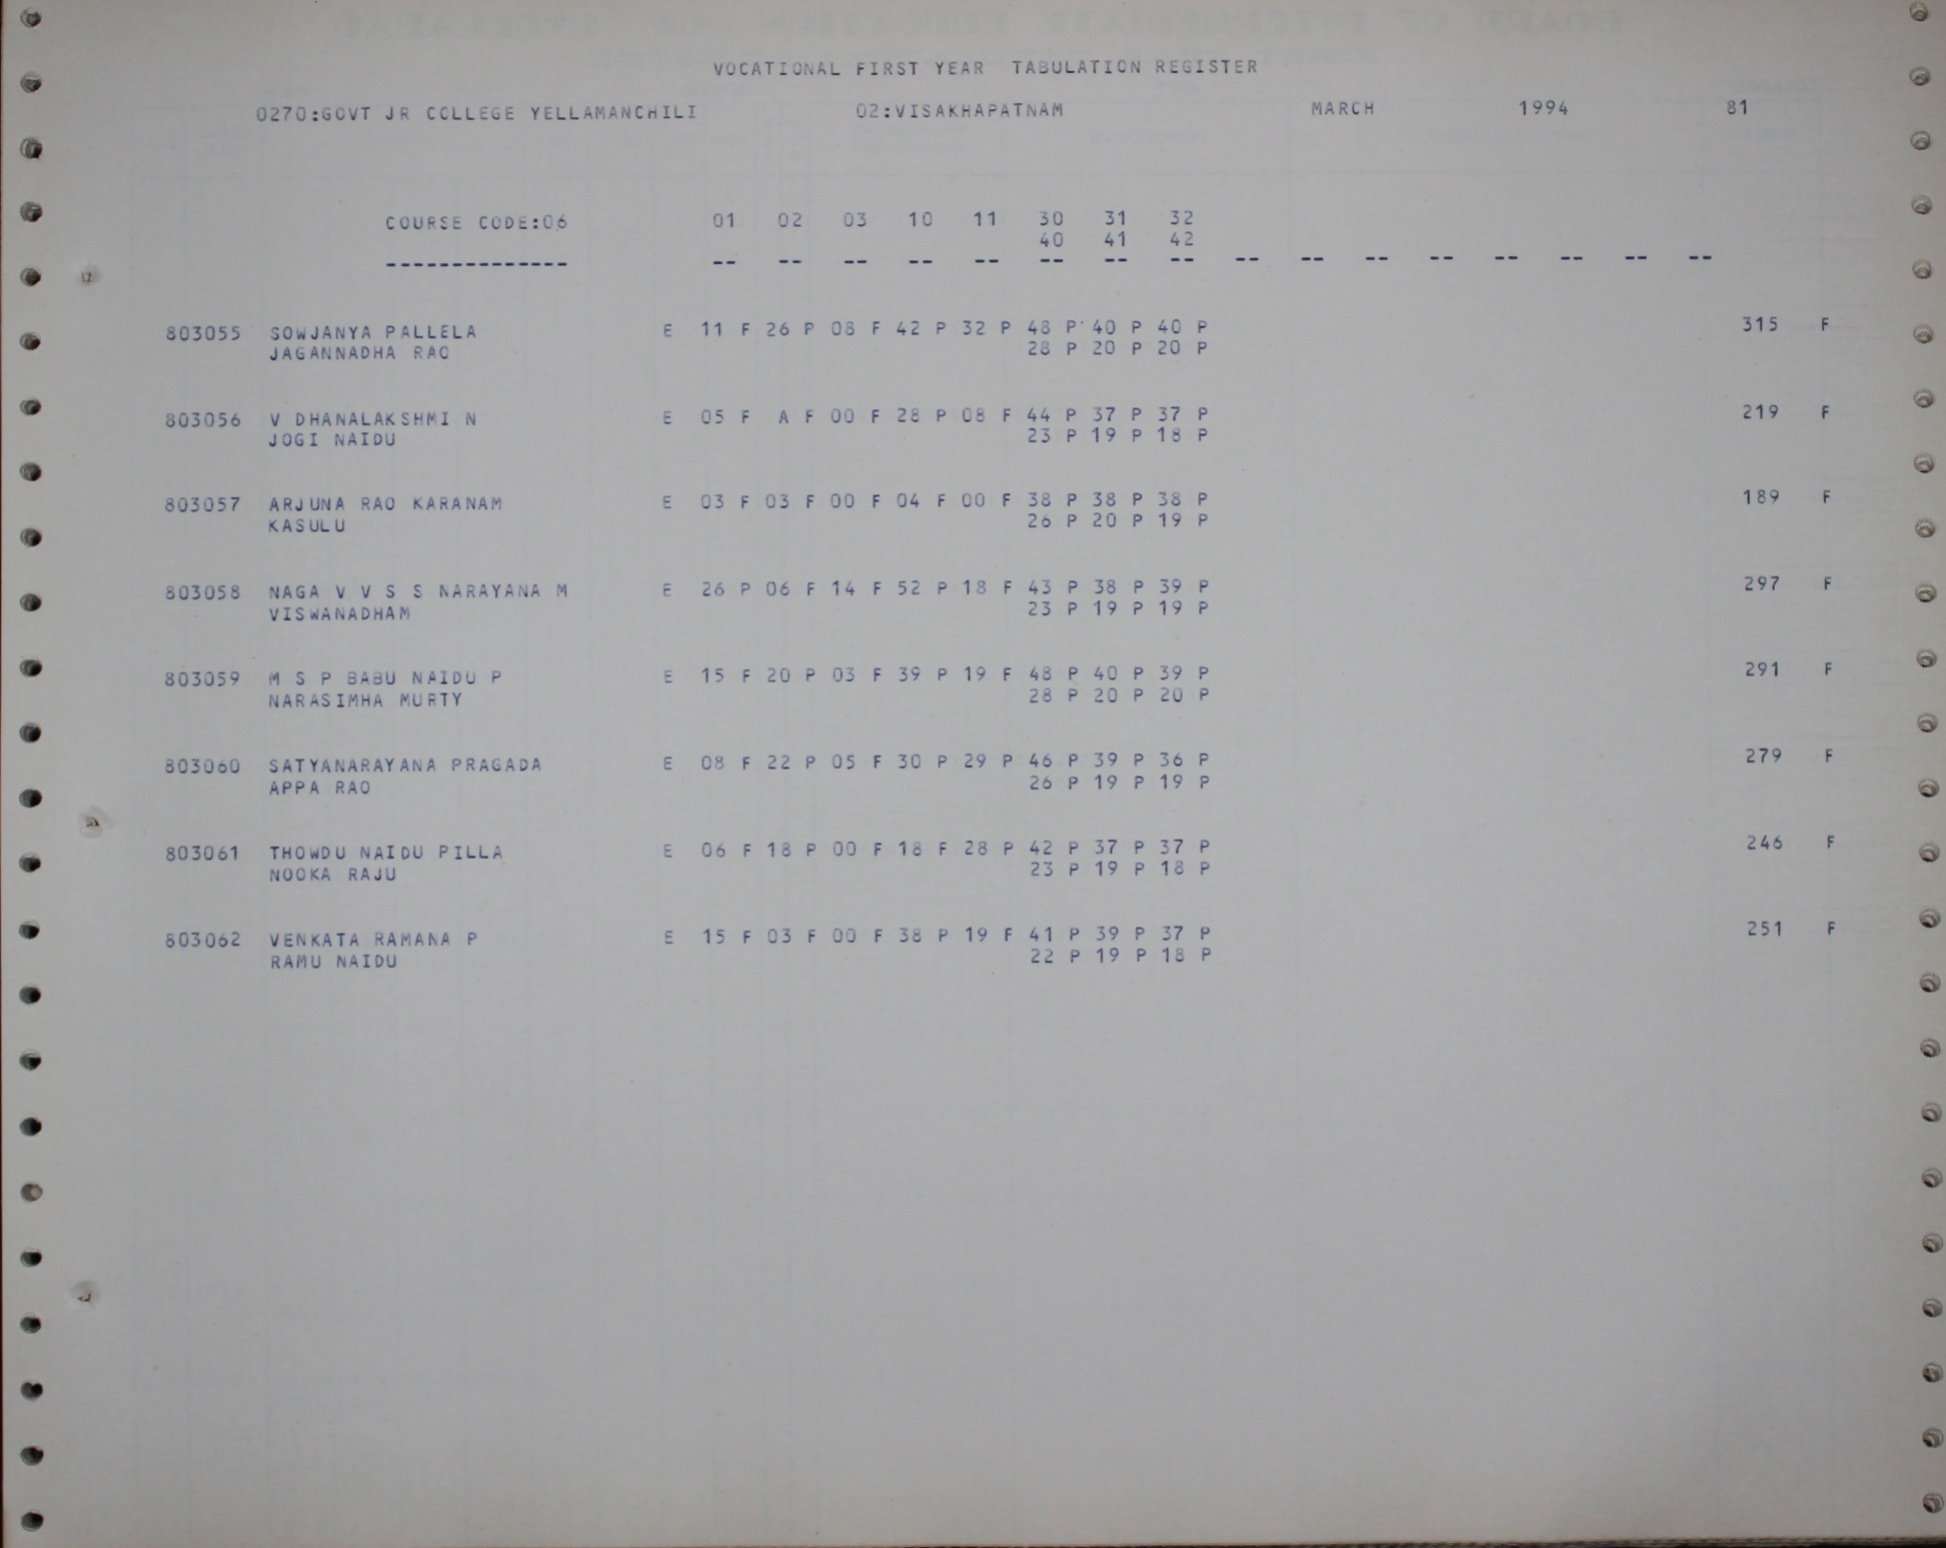 VOCATIONAL FIRST YEAR TABULATION REGISTER
0270:GOVT JR COLLEGE YELLAMANCHILI 02:VISAKHAPATNAM MARCH 1994 81
COURSE CODE:06 01 02 03 10 11 30 31 32
40 41 42
-------------- -- -- -- -- -- -- -- -- -- -- -- -- -- -- -- --
803055 SOWJANYA PALLELA E 11 F 26 P 08 F 42 P 32 P 48 P 40 P 40 P 315 F
JAGANNADHA RAO 28 P 20 P 20 P
803056 V DHANALAKSHMI N E 05 F A F 00 F 28 P 08 F 44 P 37 P 37 P 219 F
JOGI NAIDU 23 P 19 P 18 P
803057 ARJUNA RAO KARANAM E 03 F 03 F 00 F 04 F 00 F 38 P 38 P 38 P 189 F
KASULU 26 P 20 P 19 P
803058 NAGA V V S S NARAYANA M E 26 P 06 F 14 F 52 P 18 F 43 P 38 P 39 P 297 F
VISWANADHAM 23 P 19 P 19 P
803059 M S P BABU NAIDU P E 15 F 20 P 03 F 39 P 19 F 48 P 40 P 39 P 291 F
NARASIMHA MURTY 28 P 20 P 20 P
803060 SATYANARAYANA PRAGADA E 08 F 22 P 05 F 30 P 29 P 46 P 39 P 36 P 279 F
APPA RAO 26 P 19 P 19 P
803061 THOWDU NAIDU PILLA E 06 F 18 P 00 F 18 F 28 P 42 P 37 P 37 P 246 F
NOOKA RAJU 23 P 19 P 18 P
803062 VENKATA RAMANA P E 15 F 03 F 00 F 38 P 19 F 41 P 39 P 37 P 251 F
RAMU NAIDU 22 P 19 P 18 P